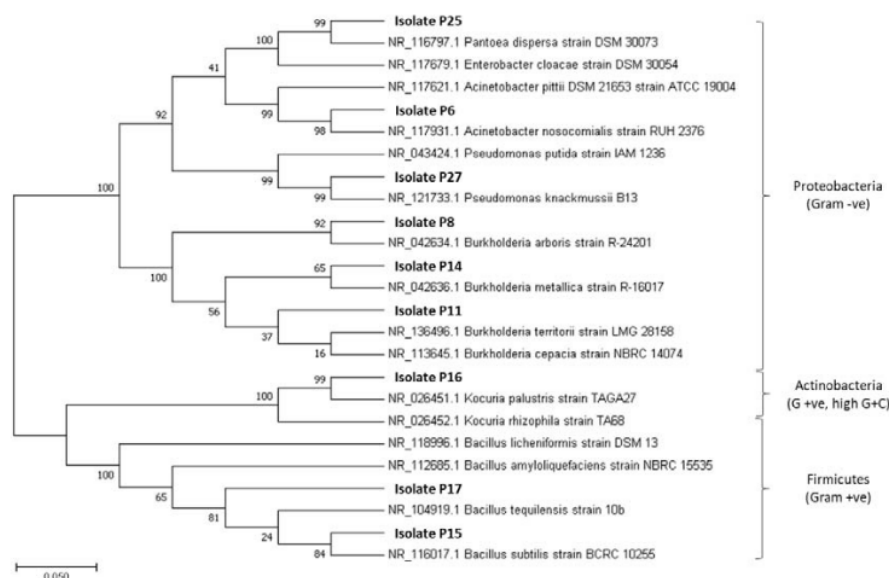 Isolate P25
NR_116797.1 Pantoea dispersa strain DSM 30073
NR_117679.1 Enterobacter cloacae strain DSM 30054
NR_117621.1 Acinetobacter pittii DSM 21653 strain ATCC 19004
Isolate P6
NR_117931.1 Acinetobacter nosocomialis strain RUH 2376
NR_043424.1 Pseudomonas putida strain IAM 1236
Isolate P27
NR_121733.1 Pseudomonas knackmussii B13
Isolate P8
NR_042634.1 Burkholderia arboris strain R-24201
Isolate P14
NR_042636.1 Burkholderia metallica strain R-16017
Isolate P11
NR_136496.1 Burkholderia territorii strain LMG 28158
NR_113645.1 Burkholderia cepacia strain NBRC 14074
Isolate P16
NR_026451.1 Kocuria palustris strain TAGA27
NR_026452.1 Kocuria rhizophila strain TA68
NR_118996.1 Bacillus licheniformis strain DSM 13
NR_112685.1 Bacillus amyloliquefaciens strain NBRC 15535
Isolate P17
NR_104919.1 Bacillus tequilensis strain 10b
Isolate P15
NR_116017.1 Bacillus subtilis strain BCRC 10255
99
100
41
99
98
92
99
99
100
92
100
65
56
37
16
99
100
100
65
81
24
84
Proteobacteria
(Gram -ve)
Actinobacteria
(G +ve, high G+C)
Firmicutes
(Gram +ve)
0.050